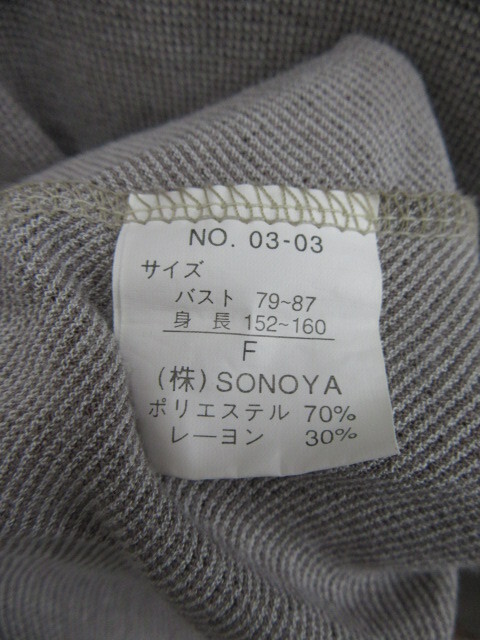 NO. 03-03
サイズ
バスト 79~87
身 長 152~160
F
(株) SONOYA
ポリエステル 70%
レーヨン 30%